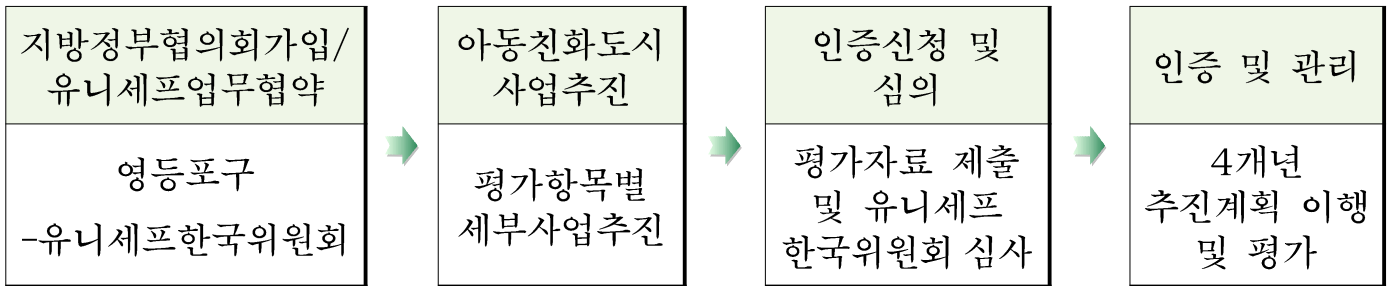 지방정부협의회가입/
유니세프업무협약
영등포구
-유니세프한국위원회
아동친화도시
사업추진
평가항목별
세부사업추진
인증신청 및
심의
평가자료 제출
및 유니세프
한국위원회 심사
인증 및 관리
4개년
추진계획 이행
및 평가